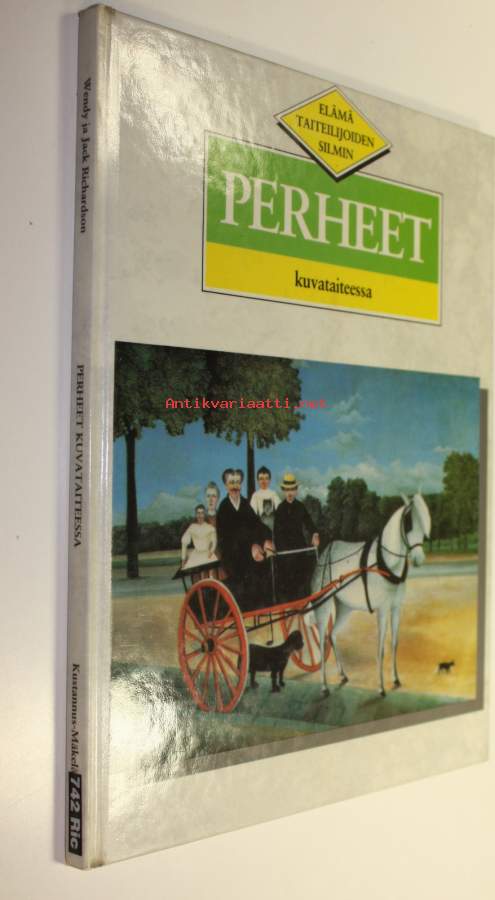 ELÄMÄ
TAITEILIJOIDEN
SILMIN
PERHEET
kuvataiteessa
Antikvariaatti.net
Wendy ja Jack Richardson
PERHEET KUVATAITEESSA
Kustannus-Mäkelä
742 Ric